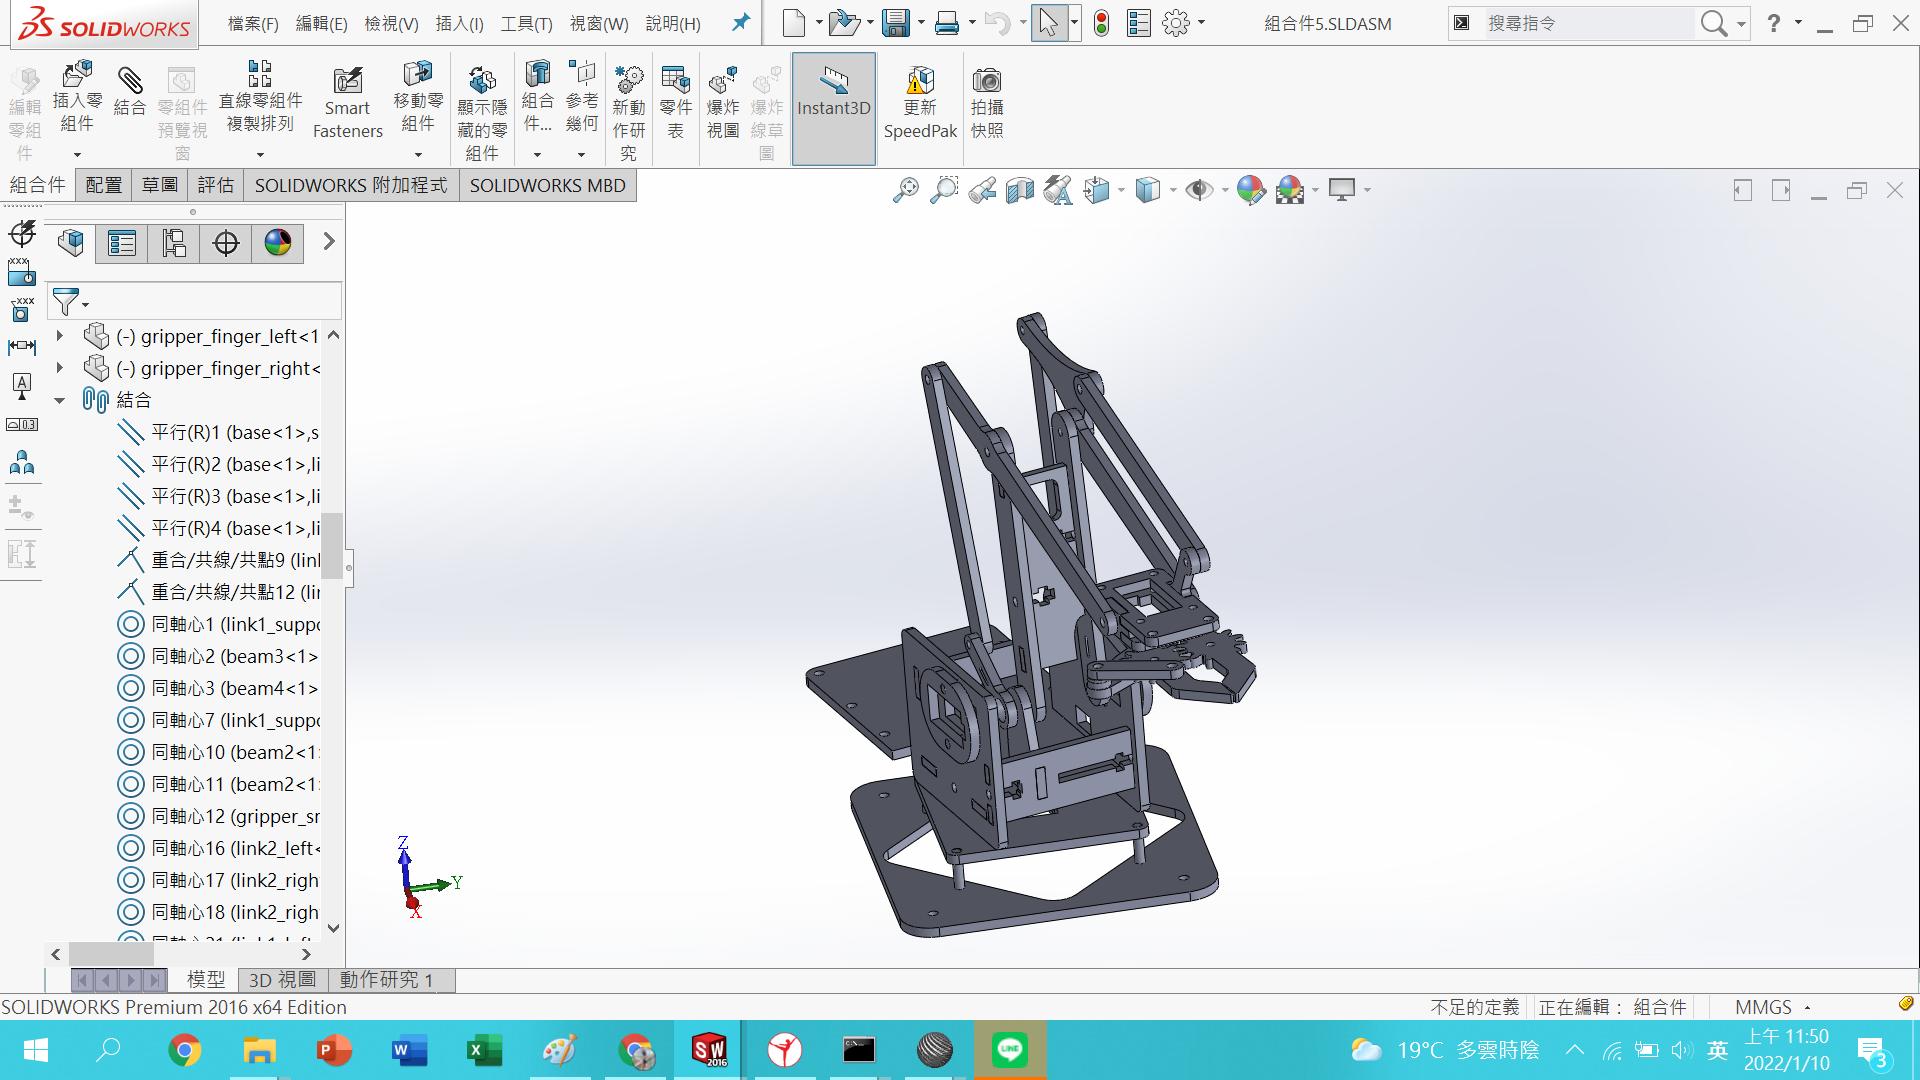 SOLIDWORKS
檔案(F) 編輯(E) 檢視(V) 插入(I) 工具(T) 視窗(W) 說明(H)
組合件5.SLDASM
搜尋指令
?
編輯零組件
插入零組件
結合
零組件預覽視窗
直線零組件複製排列
Smart Fasteners
移動零組件
顯示隱藏的零組件
組合件...
參考幾何
新動作研究
零件表
爆炸視圖
爆炸線草圖
Instant3D
更新 SpeedPak
拍攝快照
組合件 配置 草圖 評估 SOLIDWORKS 附加程式 SOLIDWORKS MBD
(-) gripper_finger_left<1
(-) gripper_finger_right<
結合
平行(R)1 (base<1>,s
平行(R)2 (base<1>,li
平行(R)3 (base<1>,li
平行(R)4 (base<1>,li
重合/共線/共點9 (link
重合/共線/共點12 (lin
同軸心1 (link1_suppo
同軸心2 (beam3<1>
同軸心3 (beam4<1>
同軸心7 (link1_suppo
同軸心10 (beam2<1>
同軸心11 (beam2<1>
同軸心12 (gripper_sr
同軸心16 (link2_left<
同軸心17 (link2_righ
同軸心18 (link2_righ
Z
Y
X
模型 3D 視圖 動作研究 1
SOLIDWORKS Premium 2016 x64 Edition
不足的定義 正在編輯： 組合件 MMGS
19°C 多雲時陰
英
上午 11:50
2022/1/10
3